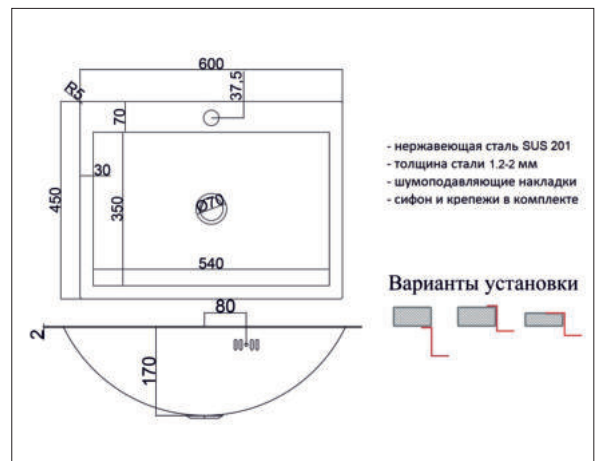 600
37,5
R5
70
30
450
350
Ø70
540
- нержавеющая сталь SUS 201
- толщина стали 1.2-2 мм
- шумоподавляющие накладки
- сифон и крепежи в комплекте
Варианты установки
80
2
170